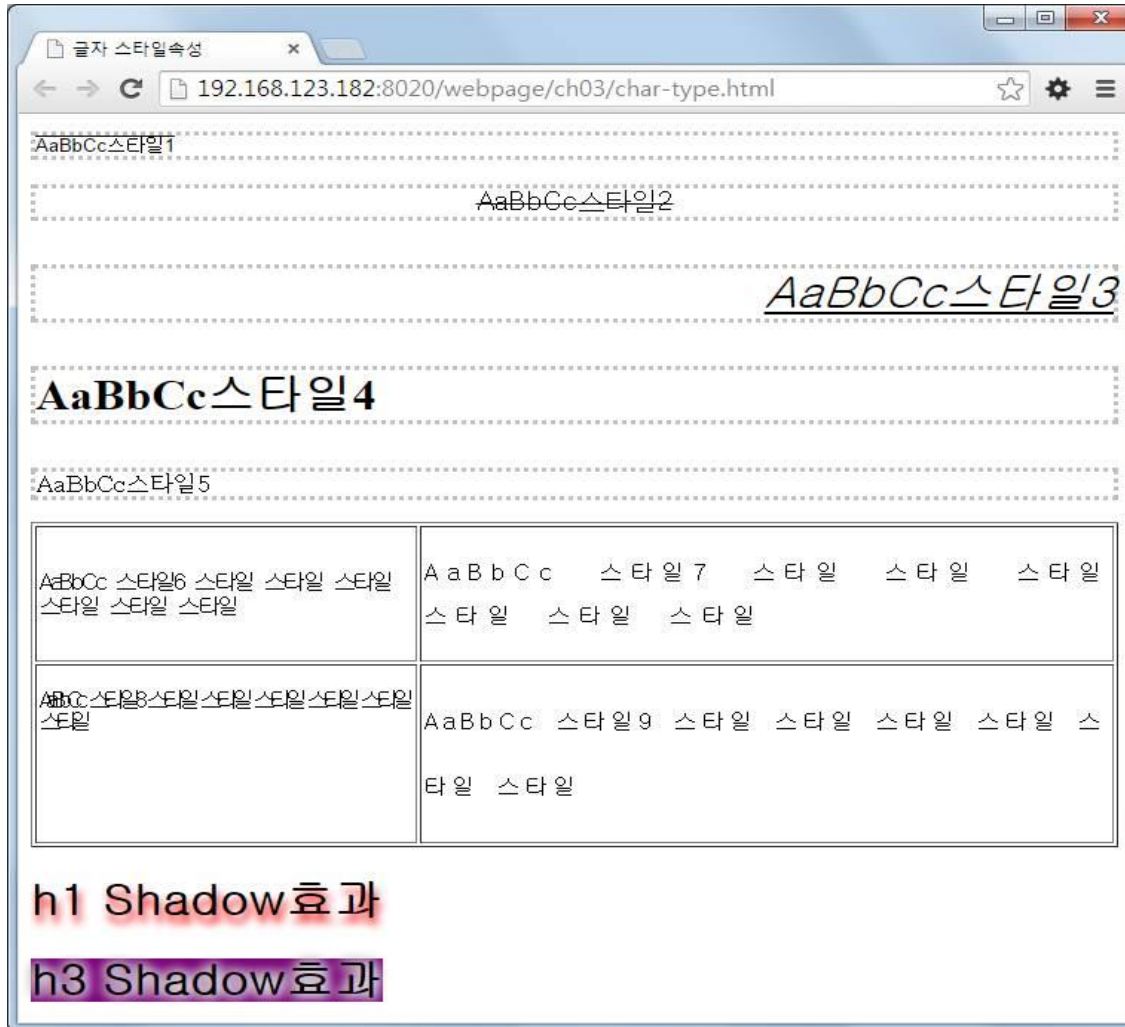 글자 스타일속성
192.168.123.182:8020/webpage/ch03/char-type.html
AaBbCc스타일1
AaBbCc스타일2
AaBbCc스타일3
AaBbCc스타일4
AaBbCc스타일5
AaBbCc 스타일6 스타일 스타일 스타일
스타일 스타일 스타일
AaBbCc 스타일7 스타일 스타일 스타일
스타일 스타일 스타일
AaBbCc스타일8스타일스타일스타일스타일스타일
스타일
AaBbCc 스타일9 스타일 스타일 스타일 스타일 스
타일 스타일
h1 Shadow효과
h3 Shadow효과